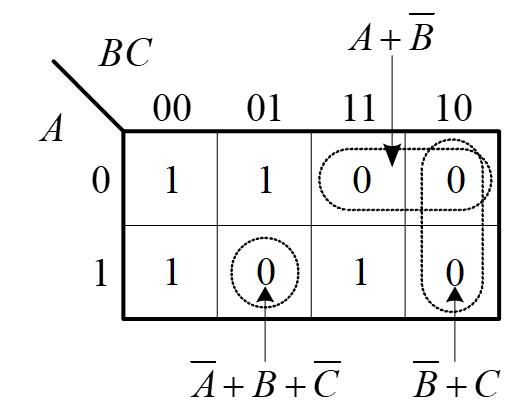 A + B̅
BC
00 01 11 10
A
0 1 1 0 0
1 1 0 1 0
A̅ + B + C̅
B̅ + C